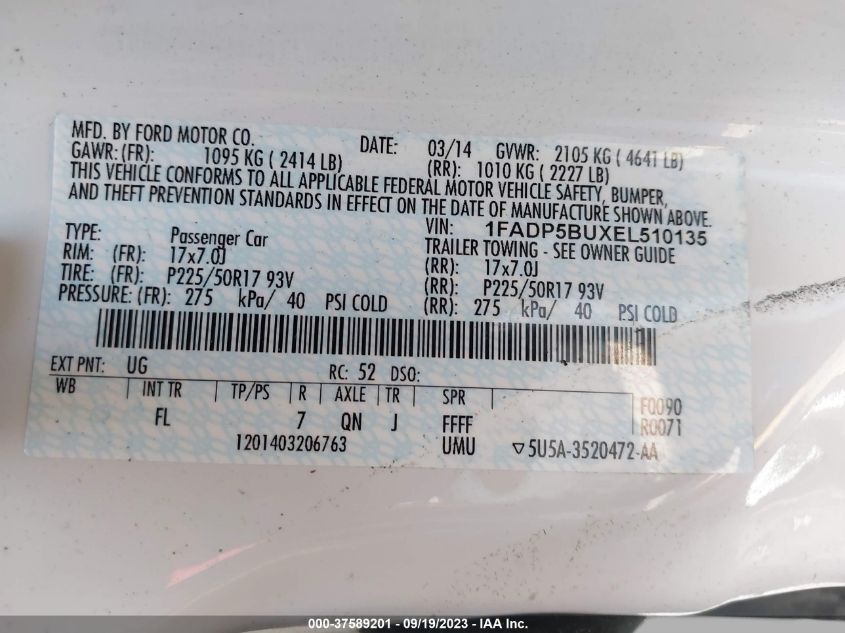 MFD. BY FORD MOTOR CO. DATE: 03/14 GVWR: 2105 KG ( 4641 LB)
GAWR: (FR): 1095 KG ( 2414 LB) (RR): 1010 KG ( 2227 LB)
THIS VEHICLE CONFORMS TO ALL APPLICABLE FEDERAL MOTOR VEHICLE SAFETY, BUMPER,
AND THEFT PREVENTION STANDARDS IN EFFECT ON THE DATE OF MANUFACTURE SHOWN ABOVE.
VIN: 1FADP5BUXEL510135
TYPE: Passenger Car TRAILER TOWING - SEE OWNER GUIDE
RIM: (FR): 17x7.0J (RR): 17x7.0J
TIRE: (FR): P225/50R17 93V (RR): P225/50R17 93V
PRESSURE: (FR): 275 kPa/ 40 PSI COLD (RR): 275 kPa/ 40 PSI COLD
EXT PNT: UG RC: 52 DSO:
WB INT TR TP/PS R AXLE TR SPR F0090
FL 7 QN J FFFF R0071
1201403206763 UMU ▽5U5A-3520472-AA
000-37589201 - 09/19/2023 - IAA Inc.